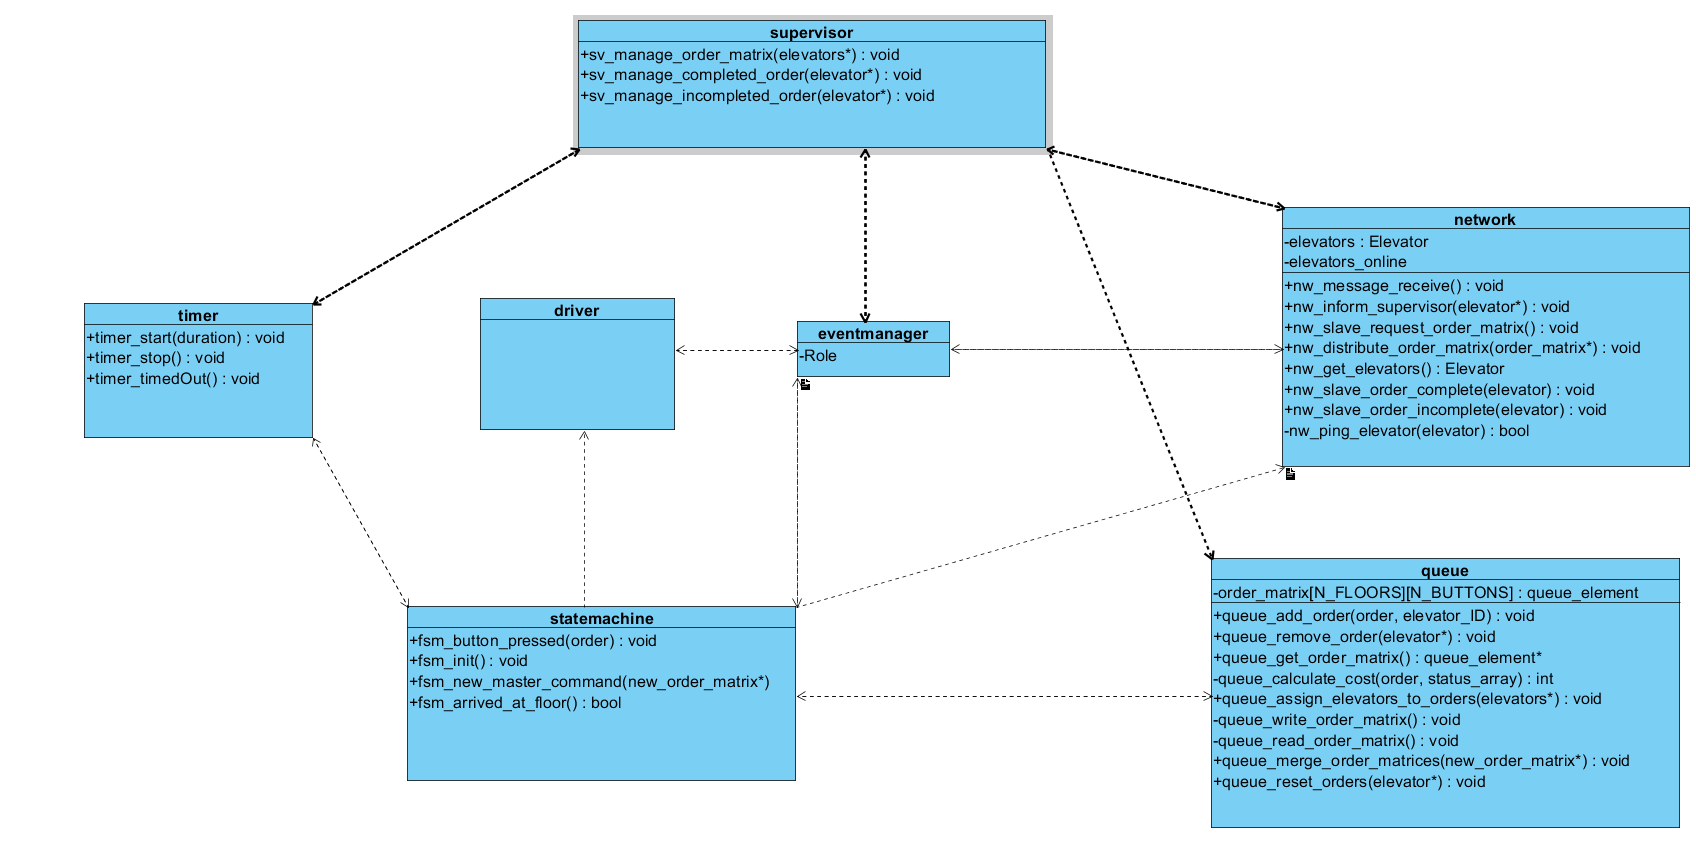 supervisor
+sv_manage_order_matrix(elevators*) : void
+sv_manage_completed_order(elevator*) : void
+sv_manage_incompleted_order(elevator*) : void
network
-elevators : Elevator
-elevators_online
+nw_message_receive() : void
+nw_inform_supervisor(elevator*) : void
+nw_slave_request_order_matrix() : void
+nw_distribute_order_matrix(order_matrix*) : void
+nw_get_elevators() : Elevator
+nw_slave_order_complete(elevator) : void
+nw_slave_order_incomplete(elevator) : void
-nw_ping_elevator(elevator) : bool
timer
+timer_start(duration) : void
+timer_stop() : void
+timer_timedOut() : void
driver
eventmanager
-Role
statemachine
+fsm_button_pressed(order) : void
+fsm_init() : void
+fsm_new_master_command(new_order_matrix*)
+fsm_arrived_at_floor() : bool
queue
-order_matrix[N_FLOORS][N_BUTTONS] : queue_element
+queue_add_order(order, elevator_ID) : void
+queue_remove_order(elevator*) : void
+queue_get_order_matrix() : queue_element*
-queue_calculate_cost(order, status_array) : int
+queue_assign_elevators_to_orders(elevators*) : void
-queue_write_order_matrix() : void
-queue_read_order_matrix() : void
+queue_merge_order_matrices(new_order_matrix*) : void
+queue_reset_orders(elevator*) : void